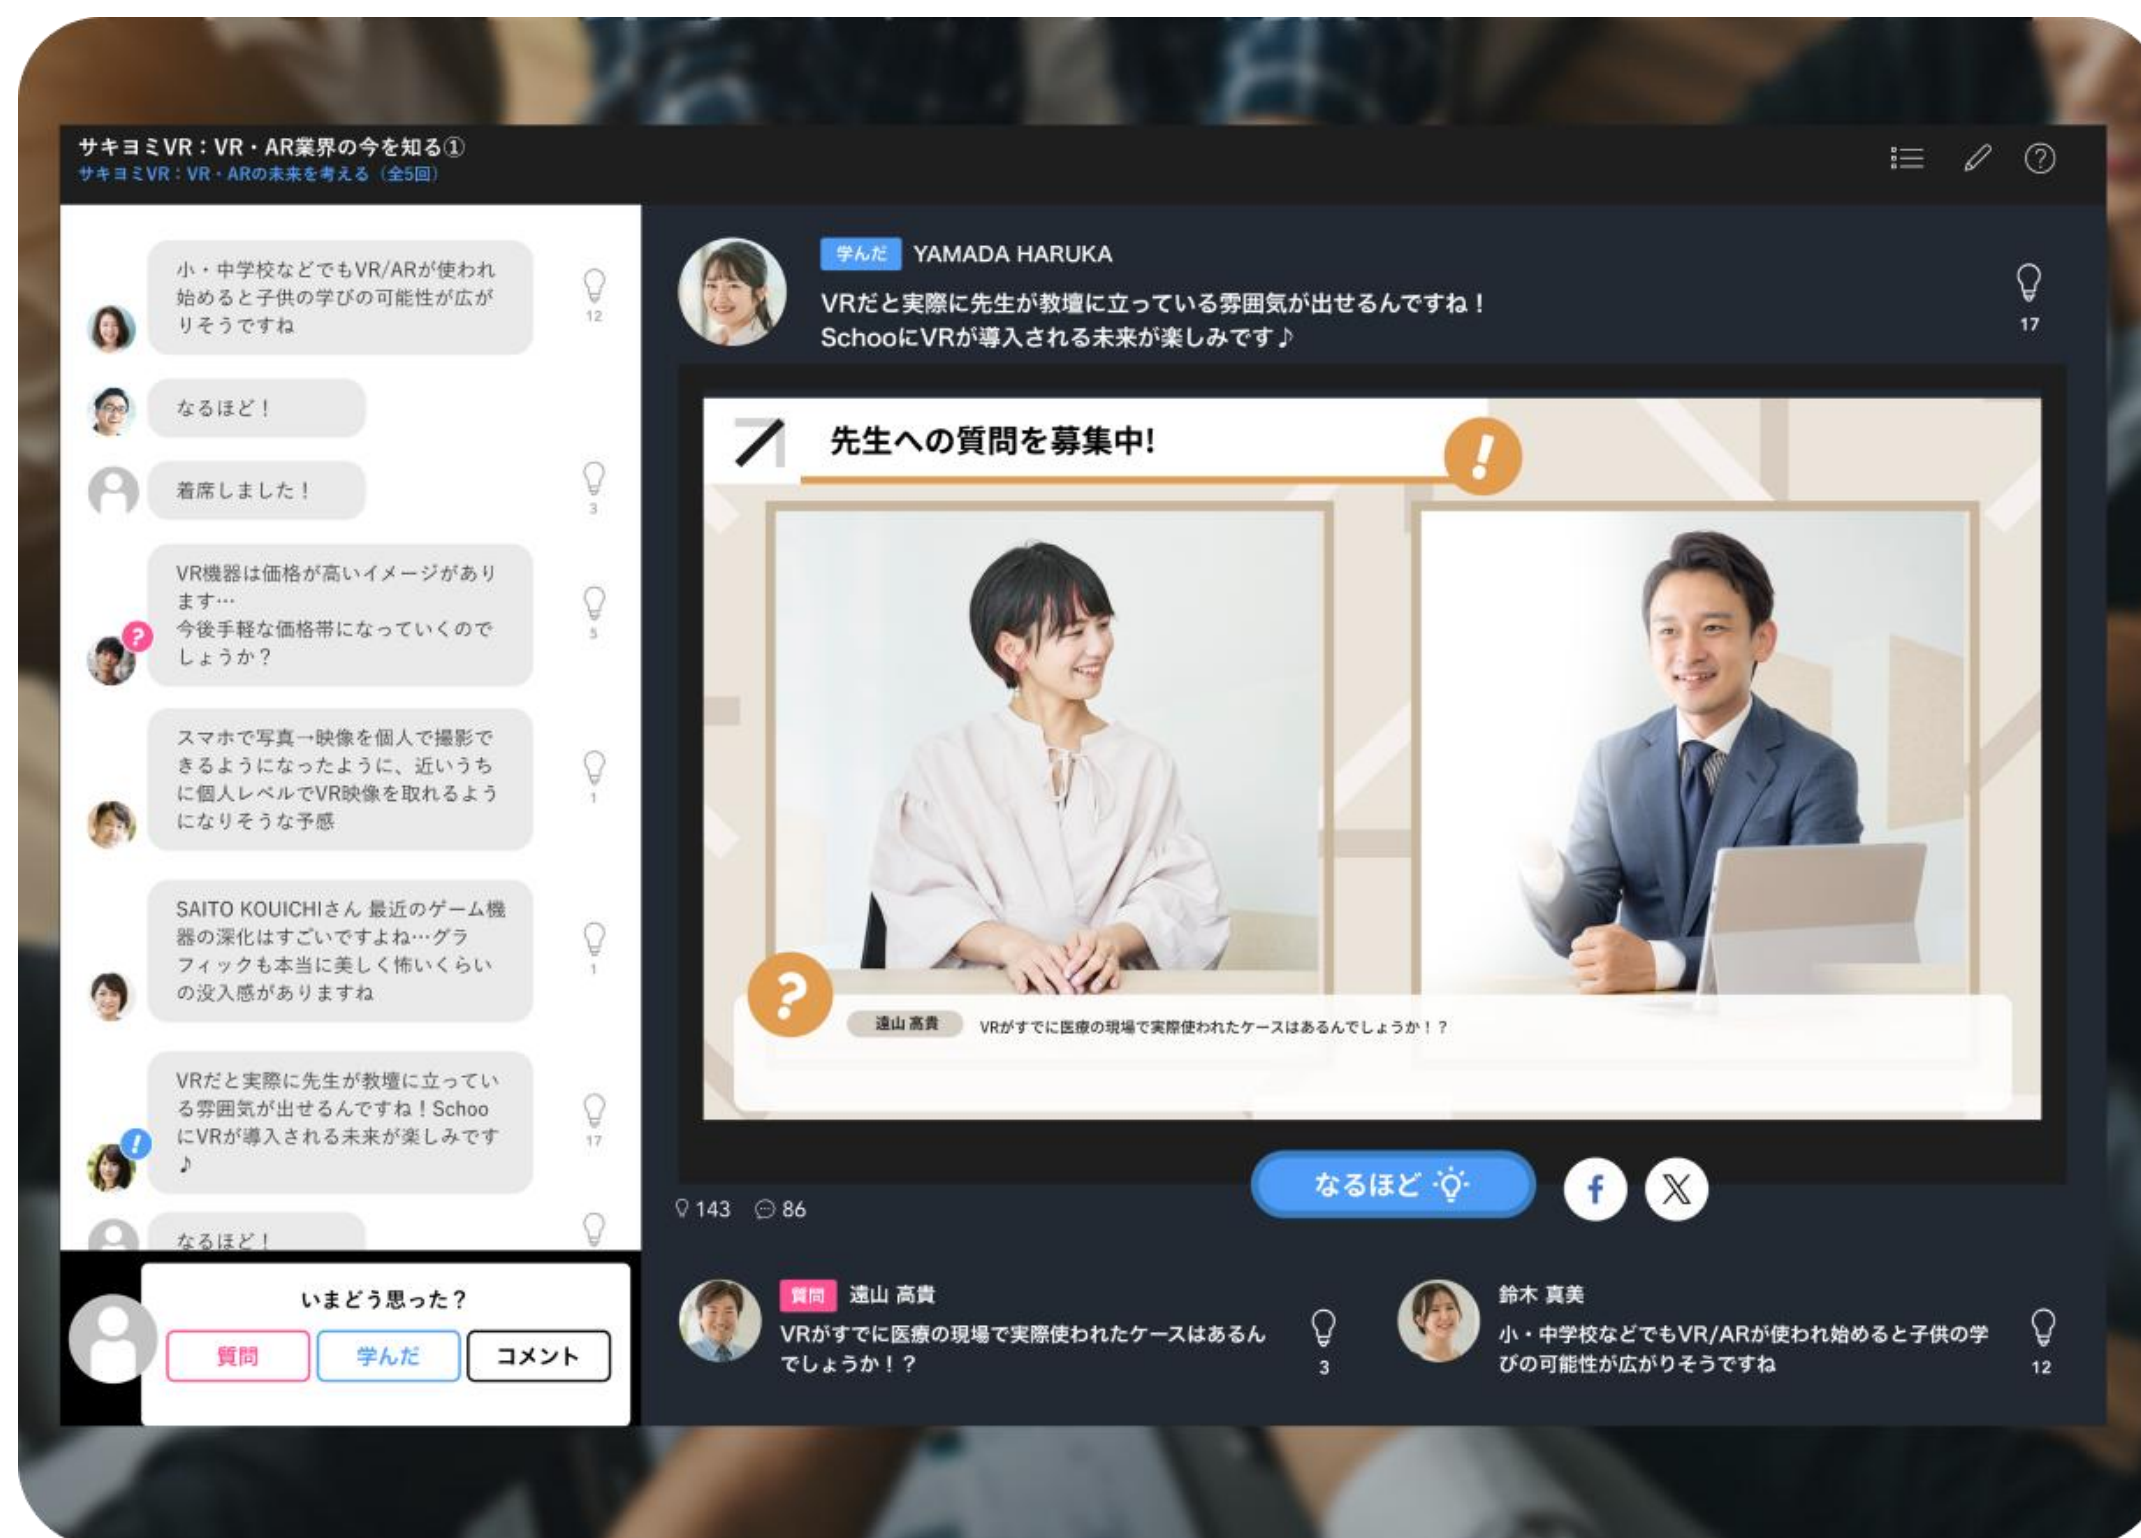 サキヨミVR：VR・AR業界の今を知る①
サキヨミVR：VR・ARの未来を考える（全5回）
小・中学校などでもVR/ARが使われ
始めると子供の学びの可能性が広が
りそうですね
12
なるほど！
着席しました！
3
VR機器は価格が高いイメージがあり
ます…
今後手軽な価格帯になっていくので
しょうか？
?
5
スマホで写真→映像を個人で撮影で
きるようになったように、近いうち
に個人レベルでVR映像を取れるよう
になりそうな予感
1
SAITO KOUICHIさん 最近のゲーム機
器の深化はすごいですよね…グラ
フィックも本当に美しく怖いくらい
の没入感がありますね
1
VRだと実際に先生が教壇に立ってい
る雰囲気が出せるんですね！Schoo
にVRが導入される未来が楽しみです
♪
!
17
なるほど！
いまどう思った？
質問 学んだ コメント
学んだ YAMADA HARUKA
VRだと実際に先生が教壇に立っている雰囲気が出せるんですね！
SchooにVRが導入される未来が楽しみです♪
17
先生への質問を募集中!
!
?
遠山 高貴 VRがすでに医療の現場で実際使われたケースはあるんでしょうか！？
なるほど
f X
143 86
質問 遠山 高貴
VRがすでに医療の現場で実際使われたケースはあるん
でしょうか！？
3
鈴木 真美
小・中学校などでもVR/ARが使われ始めると子供の学
びの可能性が広がりそうですね
12